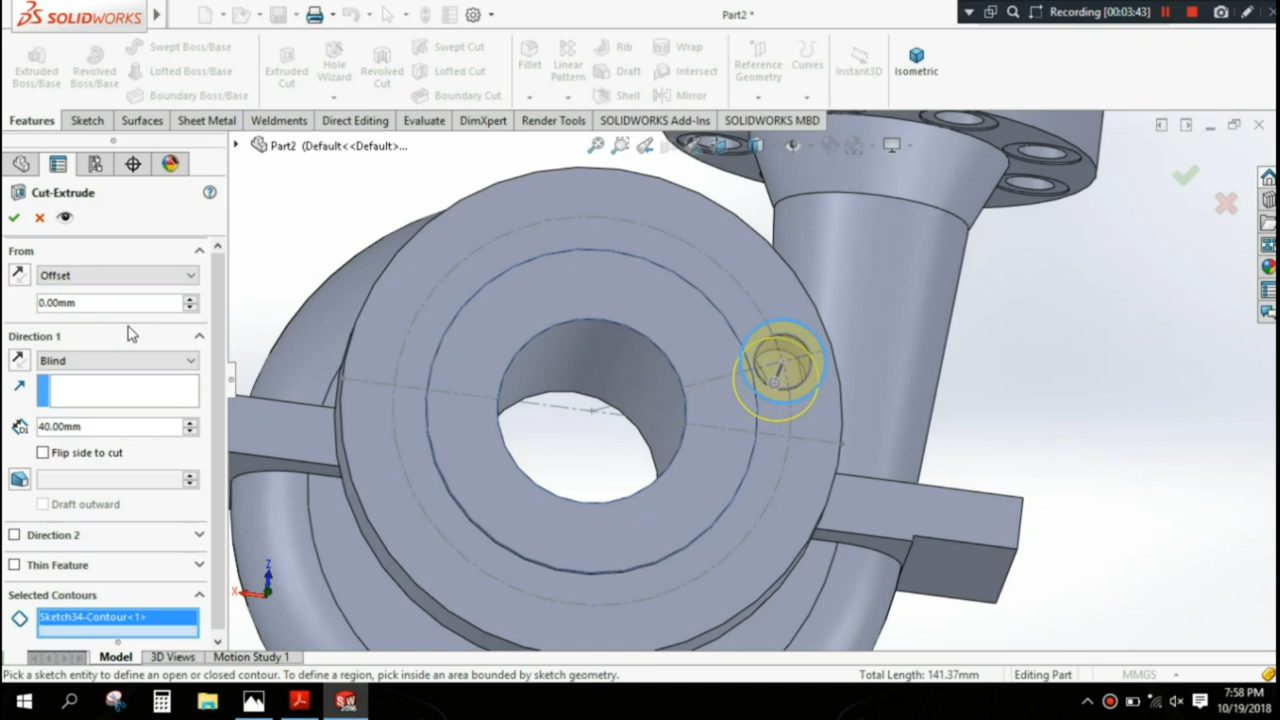 SOLIDWORKS
Part2 *
Recording [00:03:43]
Extruded Boss/Base
Revolved Boss/Base
Swept Boss/Base
Lofted Boss/Base
Boundary Boss/Base
Extruded Cut
Hole Wizard
Revolved Cut
Swept Cut
Lofted Cut
Boundary Cut
Fillet
Linear Pattern
Rib
Draft
Shell
Wrap
Intersect
Mirror
Reference Geometry
Curves
Instant3D
Isometric
Features
Sketch
Surfaces
Sheet Metal
Weldments
Direct Editing
Evaluate
DimXpert
Render Tools
SOLIDWORKS Add-Ins
SOLIDWORKS MBD
Part2 (Default<<Default>...
Cut-Extrude
From
Offset
0.00mm
Direction 1
Blind
40.00mm
Flip side to cut
Draft outward
Direction 2
Thin Feature
Selected Contours
Sketch34-Contour<1>
Z
X
Model
3D Views
Motion Study 1
Pick a sketch entity to define an open or closed contour. To define a region, pick inside an area bounded by sketch geometry.
Total Length: 141.37mm
Editing Part
MMGS
SW
2016
7:58 PM
10/19/2018